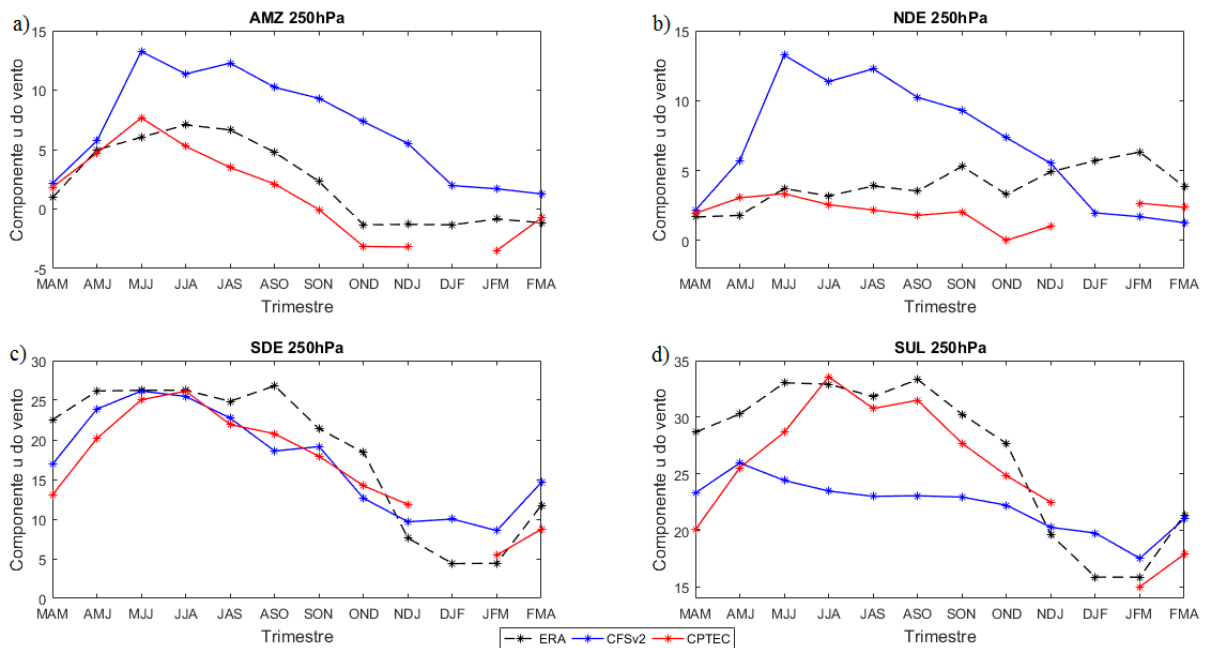 a) AMZ 250hPa
Componente u do vento
15
10
5
0
-5
MAM AMJ MJJ JJA JAS ASO SON OND NDJ DJF JFM FMA
Trimestre
b) NDE 250hPa
Componente u do vento
15
10
5
0
MAM AMJ MJJ JJA JAS ASO SON OND NDJ DJF JFM FMA
Trimestre
c) SDE 250hPa
Componente u do vento
30
25
20
15
10
5
0
MAM AMJ MJJ JJA JAS ASO SON OND NDJ DJF JFM FMA
Trimestre
d) SUL 250hPa
Componente u do vento
35
30
25
20
15
MAM AMJ MJJ JJA JAS ASO SON OND NDJ DJF JFM FMA
Trimestre
ERA CFSv2 CPTEC